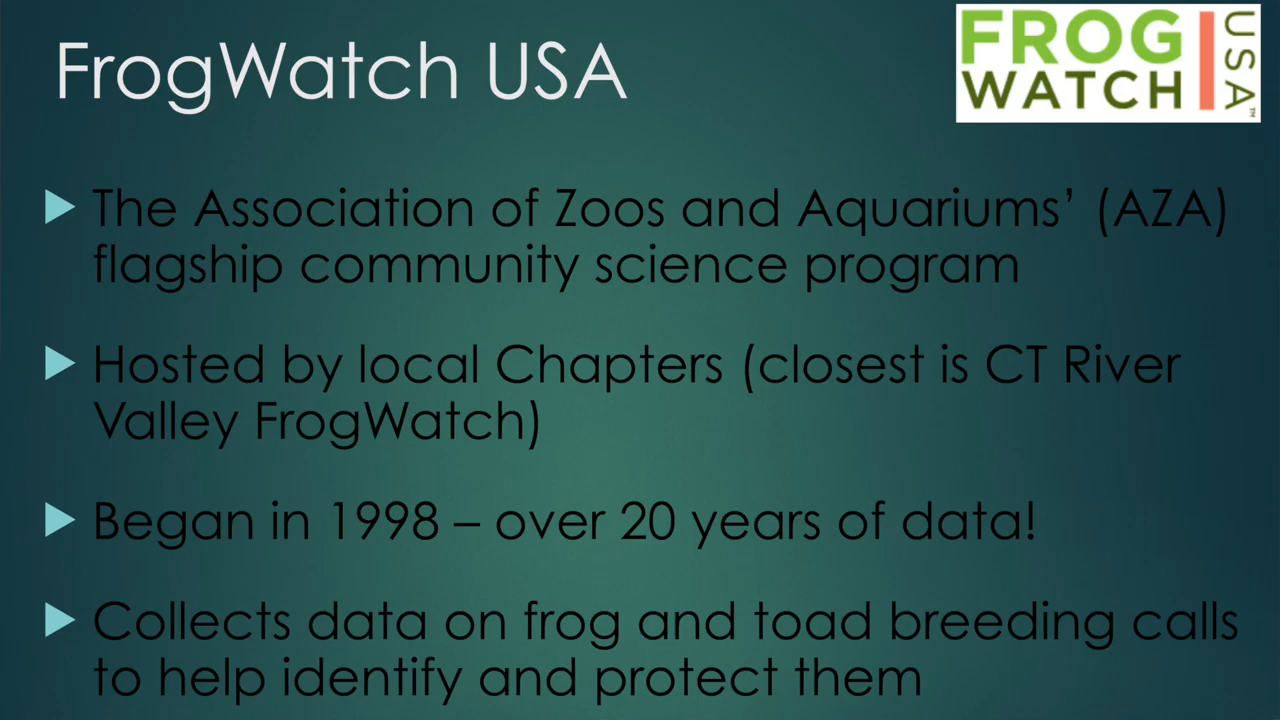 FrogWatch USA
FROG
WATCH
USA™
The Association of Zoos and Aquariums’ (AZA)
flagship community science program
Hosted by local Chapters (closest is CT River
Valley FrogWatch)
Began in 1998 – over 20 years of data!
Collects data on frog and toad breeding calls
to help identify and protect them